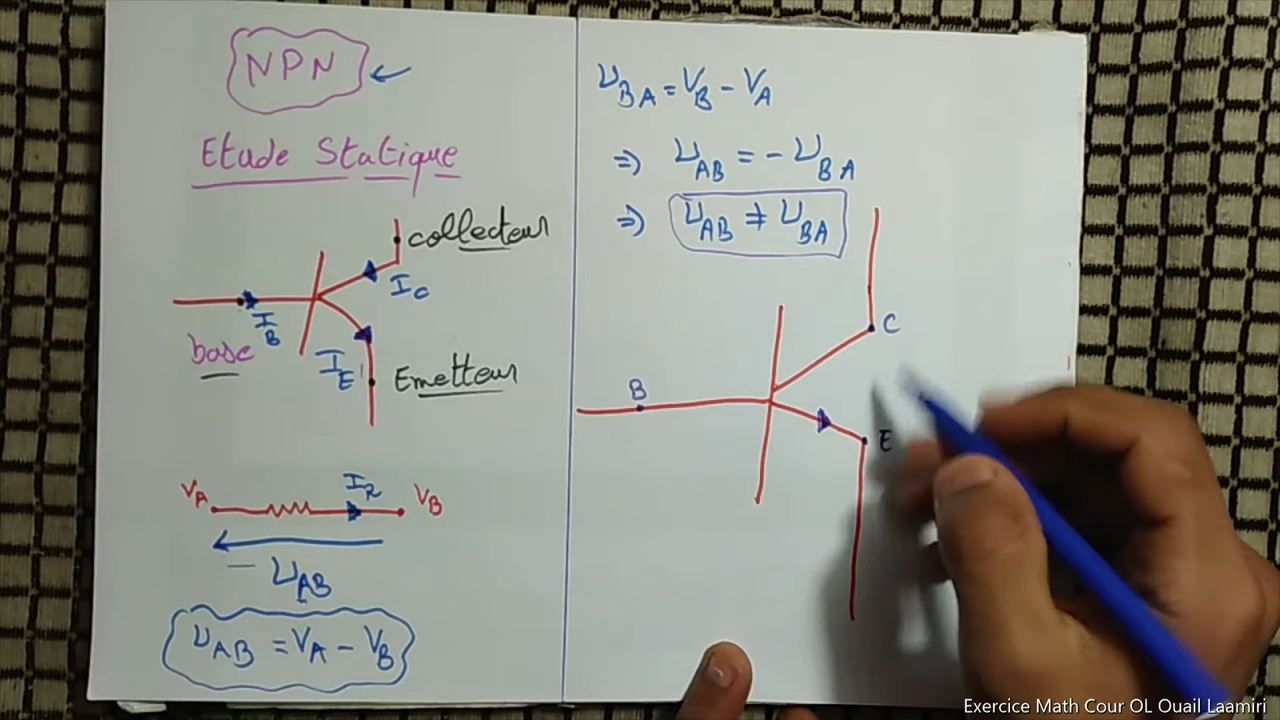 NPN
Etude Statique
collecteur
I_C
I_B
base
I_E
Emetteur
V_A I_R V_B
U_AB
U_AB = V_A - V_B
U_BA = V_B - V_A
=> U_AB = - U_BA
=> U_AB ≠ U_BA
C
B
E
Exercice Math Cour OL Ouail Laamiri